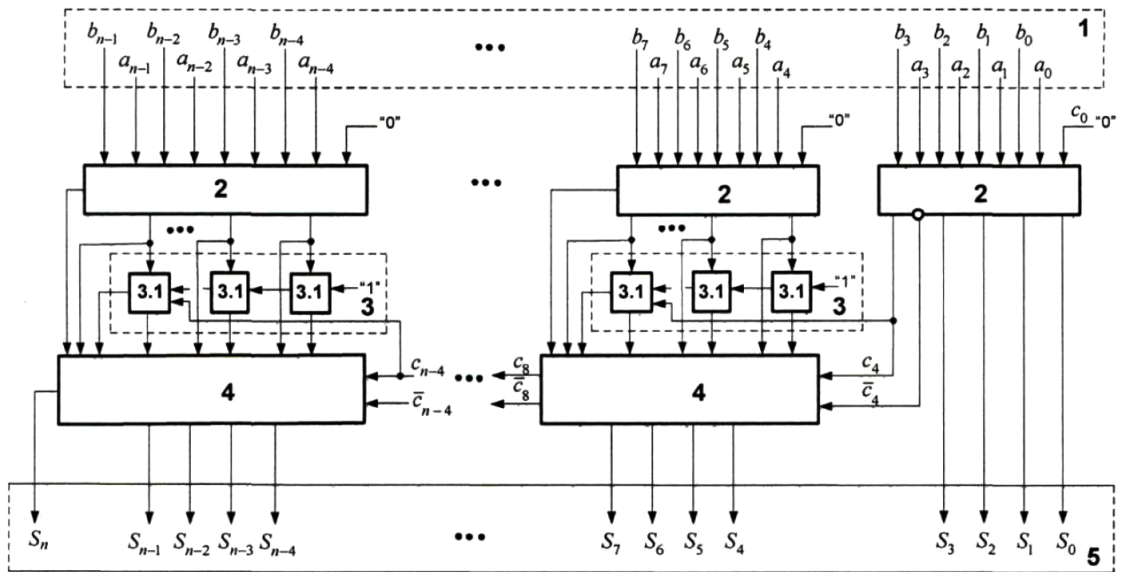 b_{n-1} b_{n-2} b_{n-3} b_{n-4} ••• b_7 b_6 b_5 b_4 b_3 b_2 b_1 b_0 1
a_{n-1} a_{n-2} a_{n-3} a_{n-4} a_7 a_6 a_5 a_4 a_3 a_2 a_1 a_0
"0" "0" c_0 "0"
2 ••• 2 2
••• •••
3.1 3.1 3.1 "1" 3.1 3.1 3.1 "1"
3 3
4 c_{n-4} ••• c_8 4 c_4
\overline{c}_{n-4} \overline{c}_8 \overline{c}_4
S_n S_{n-1} S_{n-2} S_{n-3} S_{n-4} ••• S_7 S_6 S_5 S_4 S_3 S_2 S_1 S_0
5